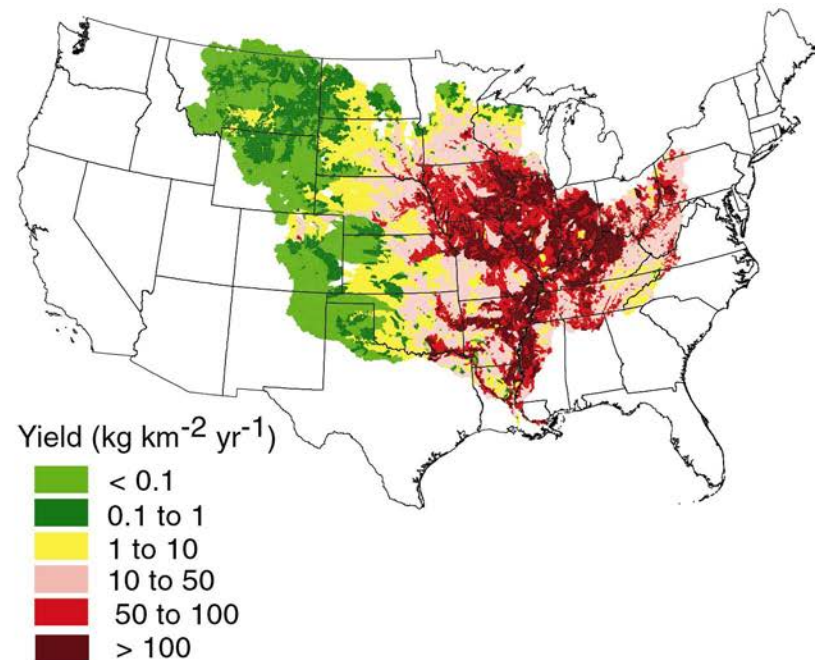 Yield (kg km⁻² yr⁻¹)
< 0.1
0.1 to 1
1 to 10
10 to 50
50 to 100
> 100